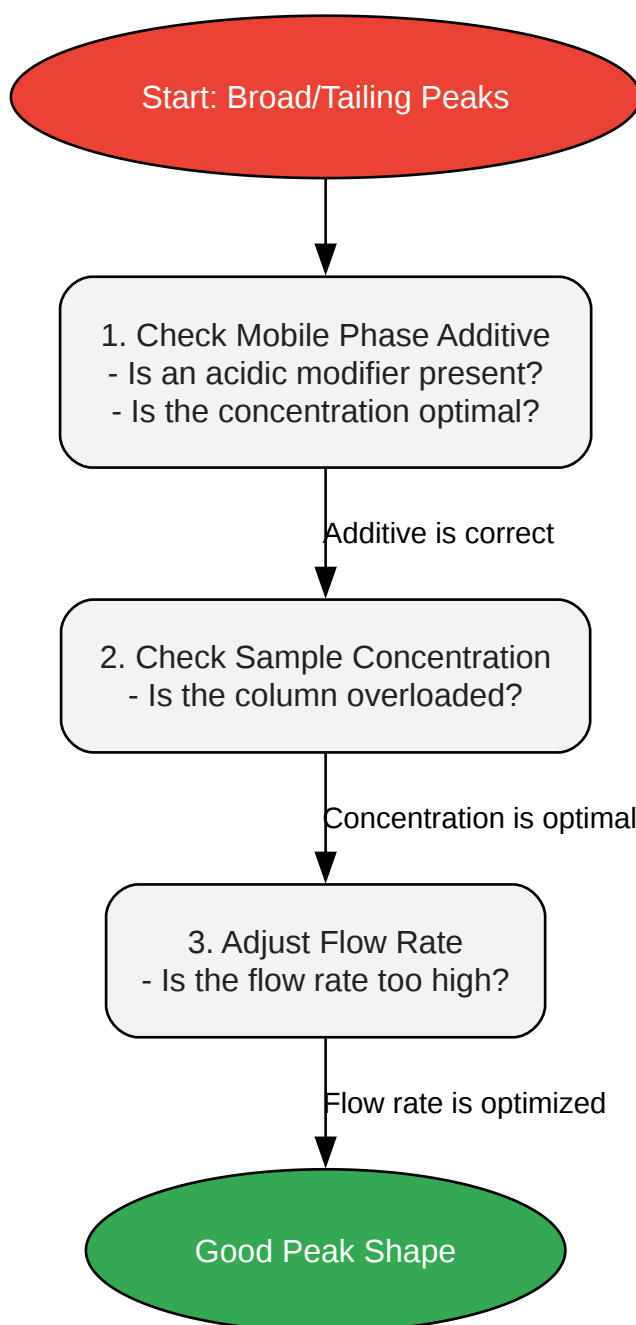 Start: Broad/Tailing Peaks
1. Check Mobile Phase Additive
- Is an acidic modifier present?
- Is the concentration optimal?
Additive is correct
2. Check Sample Concentration
- Is the column overloaded?
Concentration is optimal
3. Adjust Flow Rate
- Is the flow rate too high?
Flow rate is optimized
Good Peak Shape